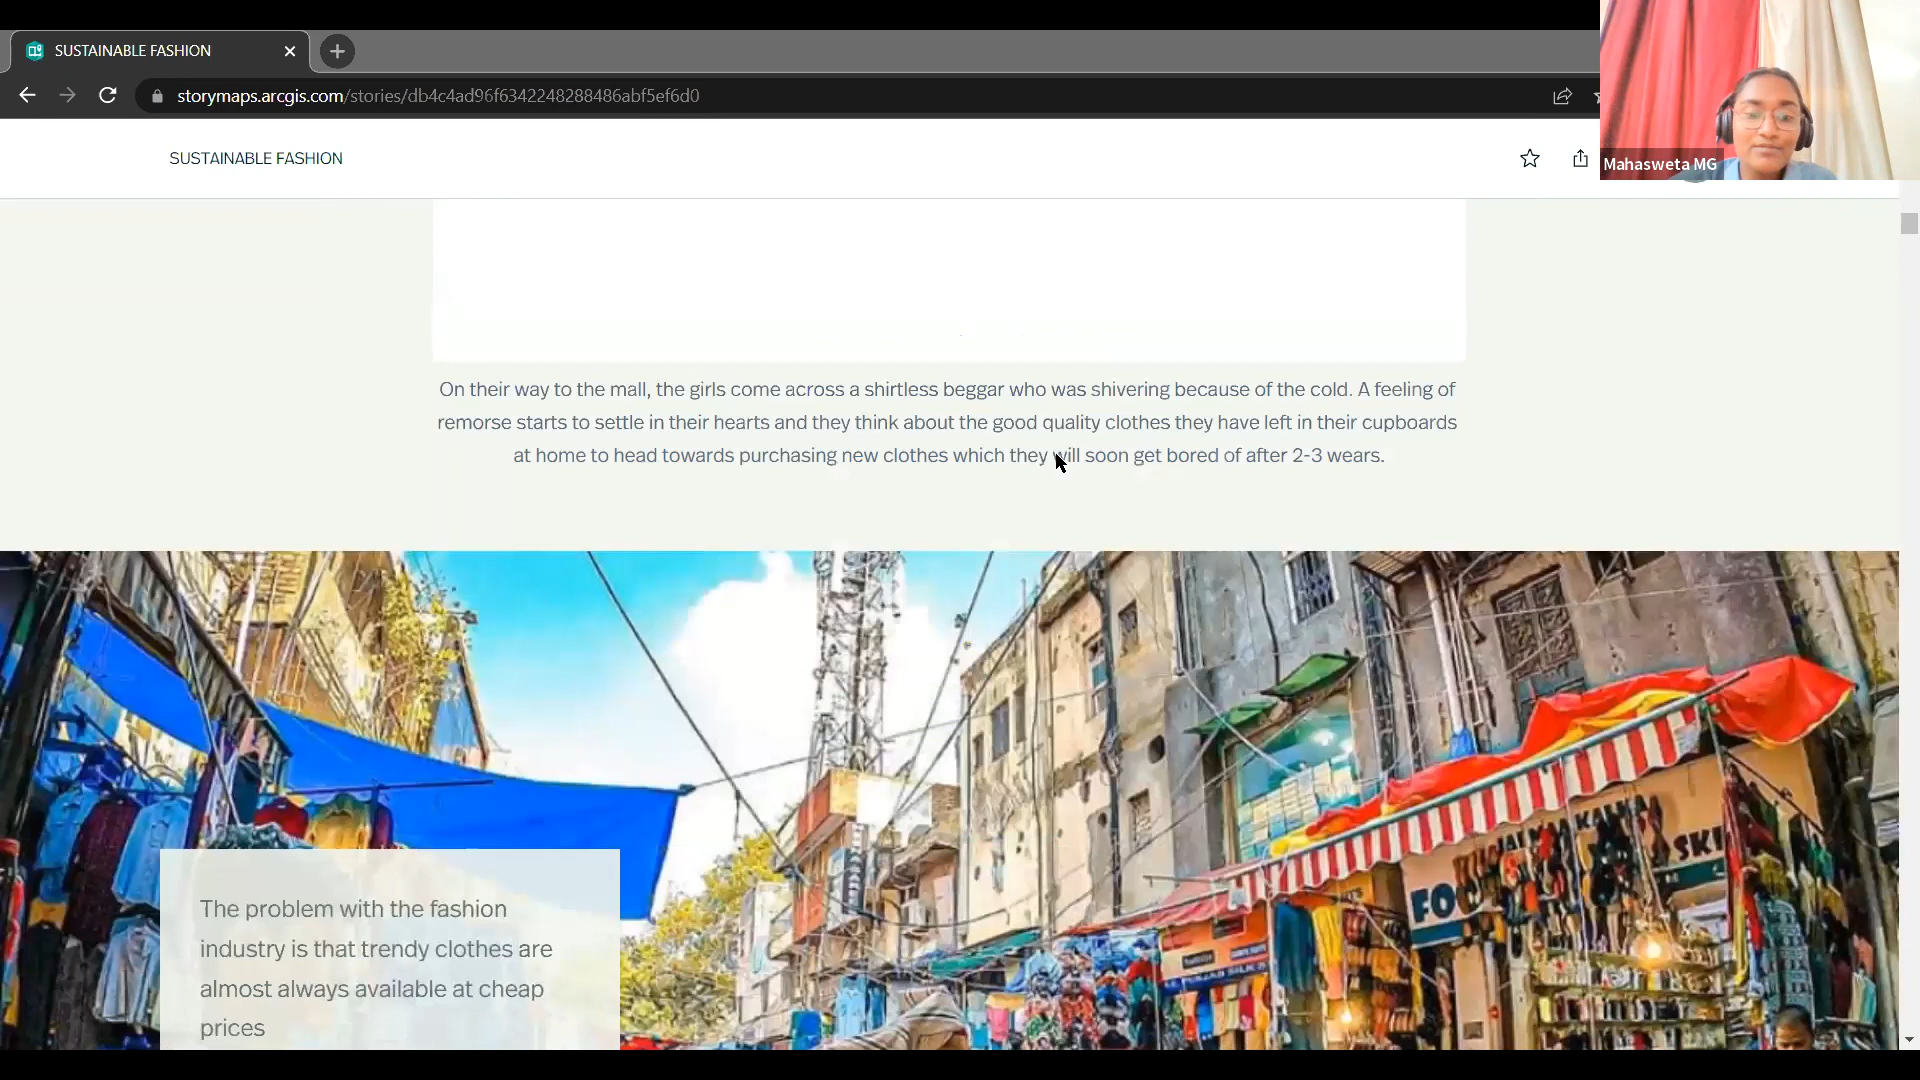 SUSTAINABLE FASHION
storymaps.arcgis.com/stories/db4c4ad96f6342248288486abf5ef6d0
SUSTAINABLE FASHION
Mahasweta MG
On their way to the mall, the girls come across a shirtless beggar who was shivering because of the cold. A feeling of
remorse starts to settle in their hearts and they think about the good quality clothes they have left in their cupboards
at home to head towards purchasing new clothes which they will soon get bored of after 2-3 wears.
The problem with the fashion
industry is that trendy clothes are
almost always available at cheap
prices